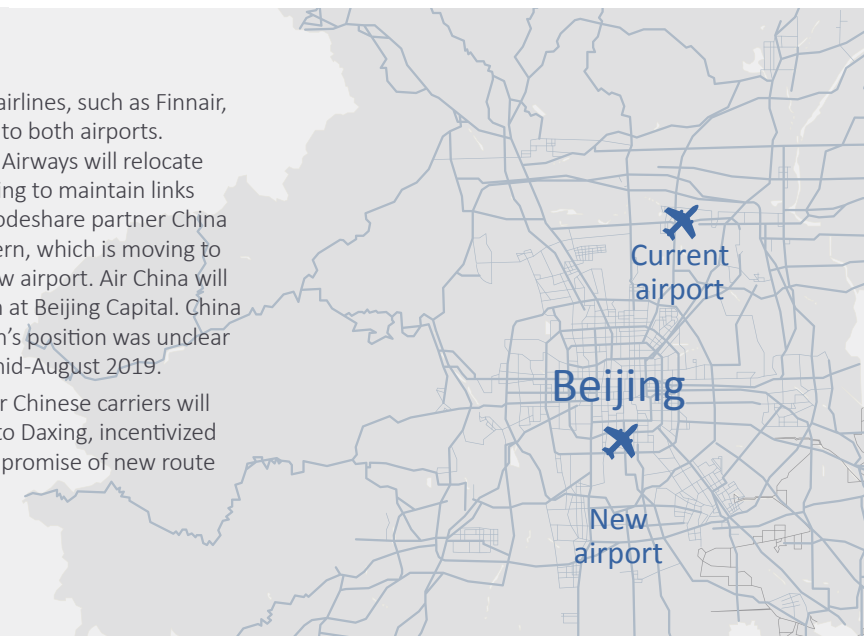 airlines, such as Finnair,
to both airports.
Airways will relocate
ing to maintain links
odeshare partner China
ern, which is moving to
w airport. Air China will
n at Beijing Capital. China
n’s position was unclear
mid-August 2019.
r Chinese carriers will
to Daxing, incentivized
promise of new route
Current
airport
Beijing
New
airport